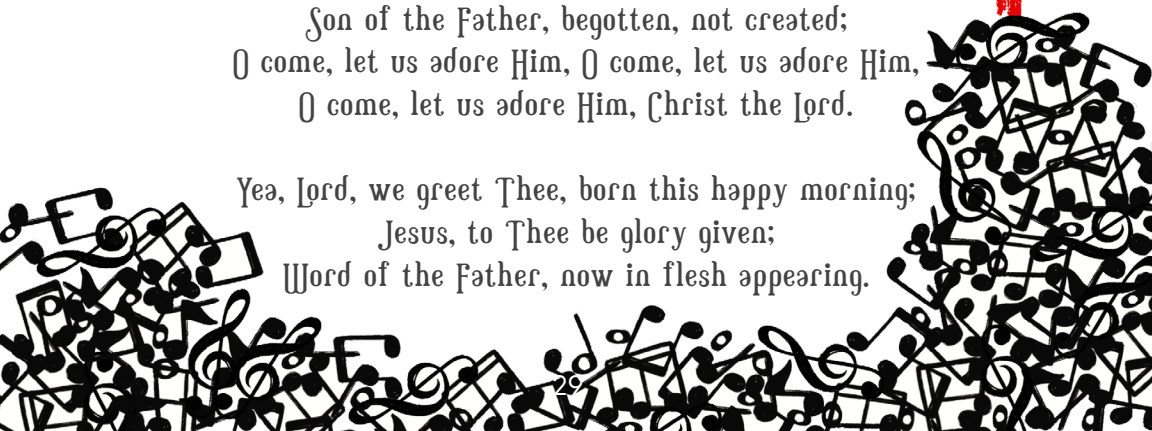 Son of the Father, begotten, not created;
O come, let us adore Him, O come, let us adore Him,
O come, let us adore Him, Christ the Lord.
Yea, Lord, we greet Thee, born this happy morning;
Jesus, to Thee be glory given;
Word of the Father, now in flesh appearing.
29